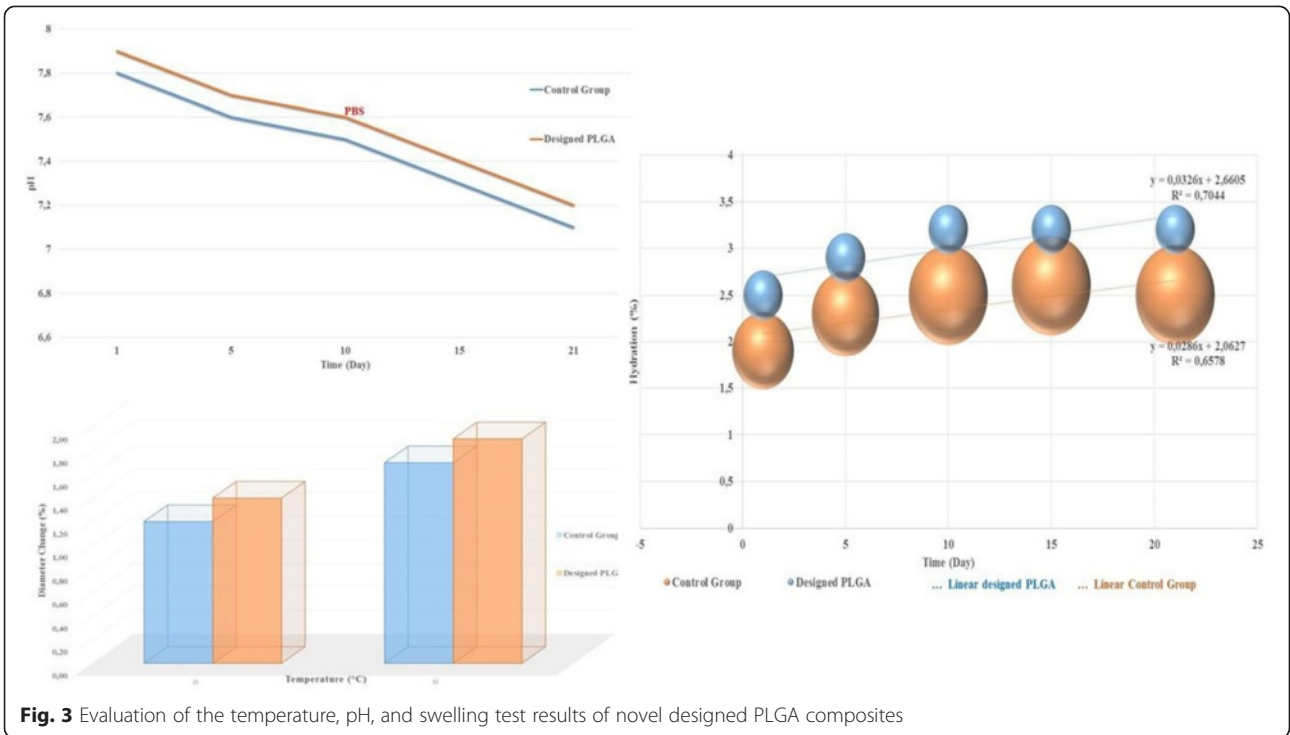 8
7,8
7,6
7,4
7,2
7
6,8
6,6
pH
1
5
10
15
21
Time (Day)
PBS
Control Group
Designed PLGA
2,00
1,80
1,60
1,40
1,20
1,00
0,80
0,60
0,40
0,20
0,00
Diameter Change (%)
Temperature (°C)
Control Group
Designed PLG
4
3,5
3
2,5
2
1,5
1
0,5
0
Hydration (%)
-5
0
5
10
15
20
25
Time (Day)
y = 0,0326x + 2,6605
R² = 0,7044
y = 0,0286x + 2,0627
R² = 0,6578
Control Group
Designed PLGA
... Linear designed PLGA
... Linear Control Group
Fig. 3 Evaluation of the temperature, pH, and swelling test results of novel designed PLGA composites